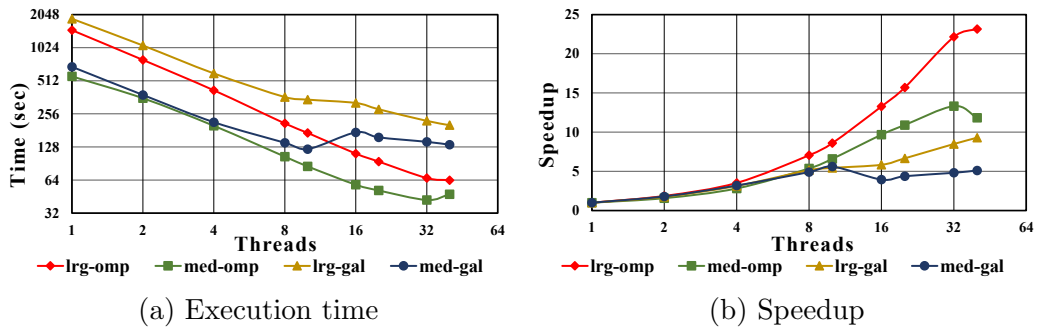 2048
1024
512
256
128
64
32
Time (sec)
1 2 4 8 16 32 64
Threads
lrg-omp med-omp lrg-gal med-gal
(a) Execution time
25
20
15
10
5
0
Speedup
1 2 4 8 16 32 64
Threads
lrg-omp med-omp lrg-gal med-gal
(b) Speedup